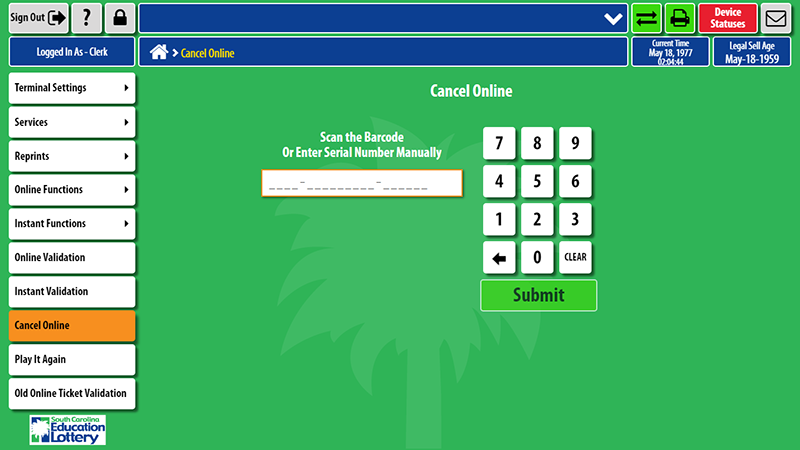 Sign Out
?
Device
Statuses
Logged In As - Clerk
> Cancel Online
Current Time
May 18, 1977
02:04:44
Legal Sell Age
May-18-1959
Terminal Settings
Services
Reprints
Online Functions
Instant Functions
Online Validation
Instant Validation
Cancel Online
Play It Again
Old Online Ticket Validation
South Carolina
Education
Lottery
Cancel Online
Scan the Barcode
Or Enter Serial Number Manually
____-_________-______
7 8 9
4 5 6
1 2 3
0 CLEAR
Submit